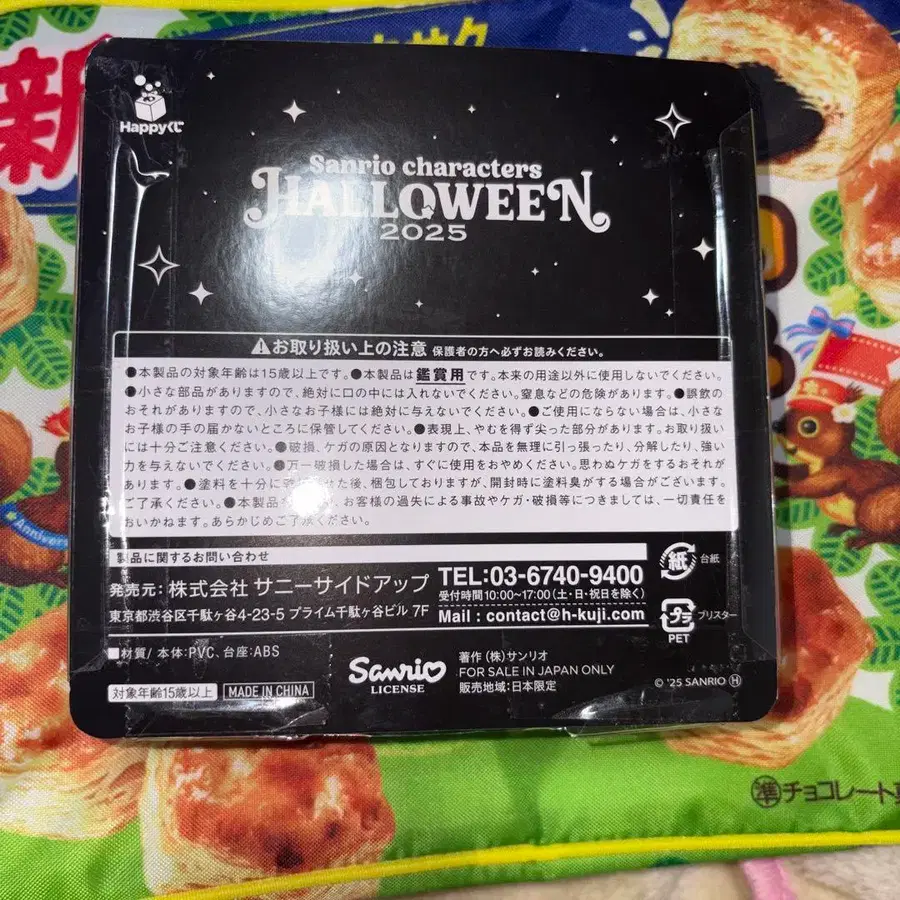 新
Happyくじ
Sanrio characters
HALLOWEEN
2025
⚠お取り扱い上の注意 保護者の方へ必ずお読みください。
●本製品の対象年齢は15歳以上です。●本製品は鑑賞用です。本来の用途以外に使用しないでください。
●小さな部品がありますので、絶対に口の中には入れないでください。窒息などの危険があります。●誤飲の
おそれがありますので、小さなお子様には絶対に与えないでください。●ご使用にならない場合は、小さな
お子様の手の届かないところに保管してください。●表現上、やむを得ず尖った部分があります。お取り扱い
には十分ご注意ください。●破損、ケガの原因となりますので、本品を無理に引っ張ったり、分解したり、強い
力を与えないでください。●万一破損した場合は、すぐに使用をおやめください。思わぬケガをするおそれが
あります。●塗料を十分に せた後、梱包しておりますが、開封時に塗料臭がする場合がございます。
ご了承ください。●本製品を 、お客様の過失による事故やケガ・破損等につきましては、一切責任を
おいかねます。あらかじめご了承ください。
製品に関するお問い合わせ
発売元:株式会社 サニーサイドアップ
東京都渋谷区千駄ヶ谷4-23-5 プライム千駄ヶ谷ビル 7F
TEL:03-6740-9400
受付時間 10:00〜17:00(土・日・祝日を除く)
Mail : contact@h-kuji.com
紙 台紙
プラ ブリスター
PET
■材質/ 本体:PVC、台座:ABS
対象年齢15歳以上
MADE IN CHINA
Sanrio
LICENSE
著作 (株)サンリオ
FOR SALE IN JAPAN ONLY
販売地域:日本限定
© '25 SANRIO Ⓗ
Annivers
準チョコレート